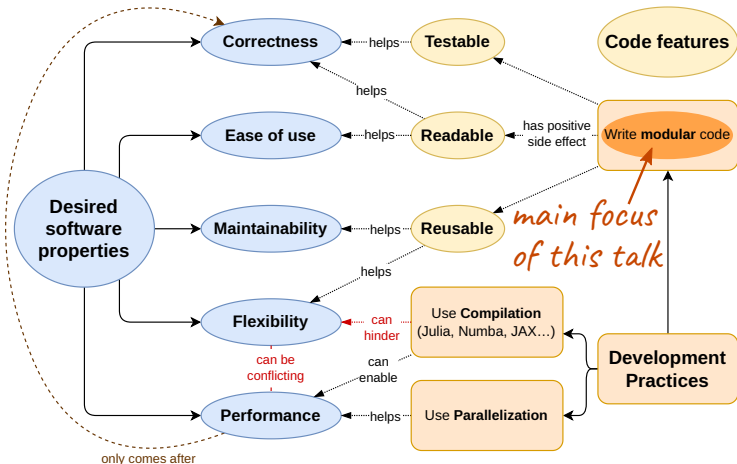 Correctness
helps
Testable
Code features
helps
Ease of use
helps
Readable
has positive
side effect
Write modular code
Desired
software
properties
Maintainability
helps
Reusable
main focus
of this talk
helps
Flexibility
can
hinder
Use Compilation
(Julia, Numba, JAX…)
can be
conflicting
can
enable
Development
Practices
Performance
helps
Use Parallelization
only comes after